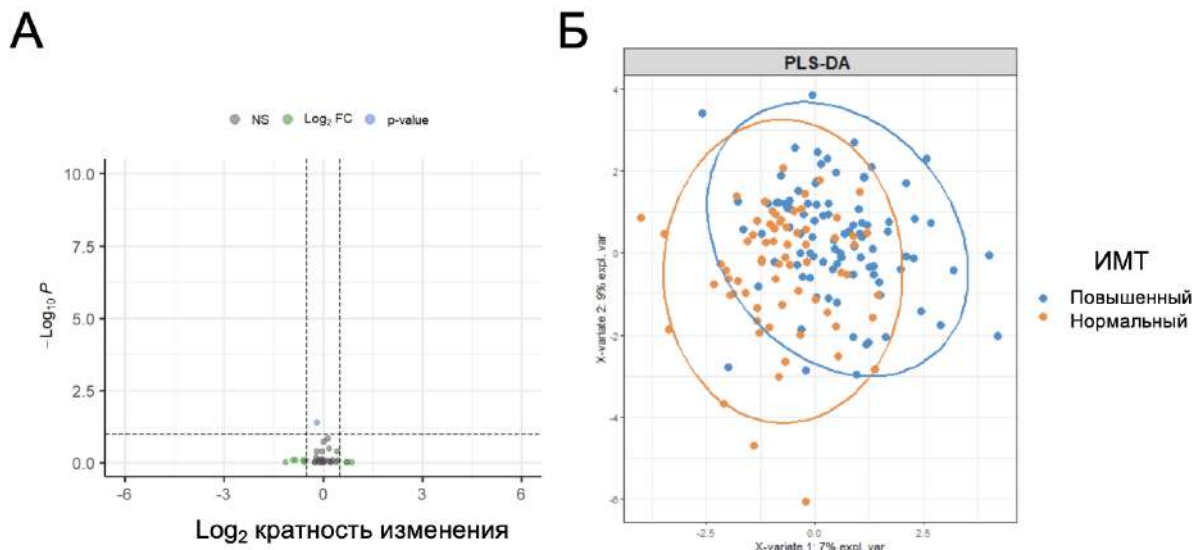 А
Б
NS Log₂ FC p-value
10.0
7.5
5.0
2.5
0.0
-6 -3 0 3 6
−Log₁₀ P
Log₂ кратность изменения
PLS-DA
4
2
0
-2
-4
-6
-2.5 0.0 2.5
X-variate 2: 9% expl. var
X-variate 1: 7% expl. var
ИМТ
Повышенный
Нормальный